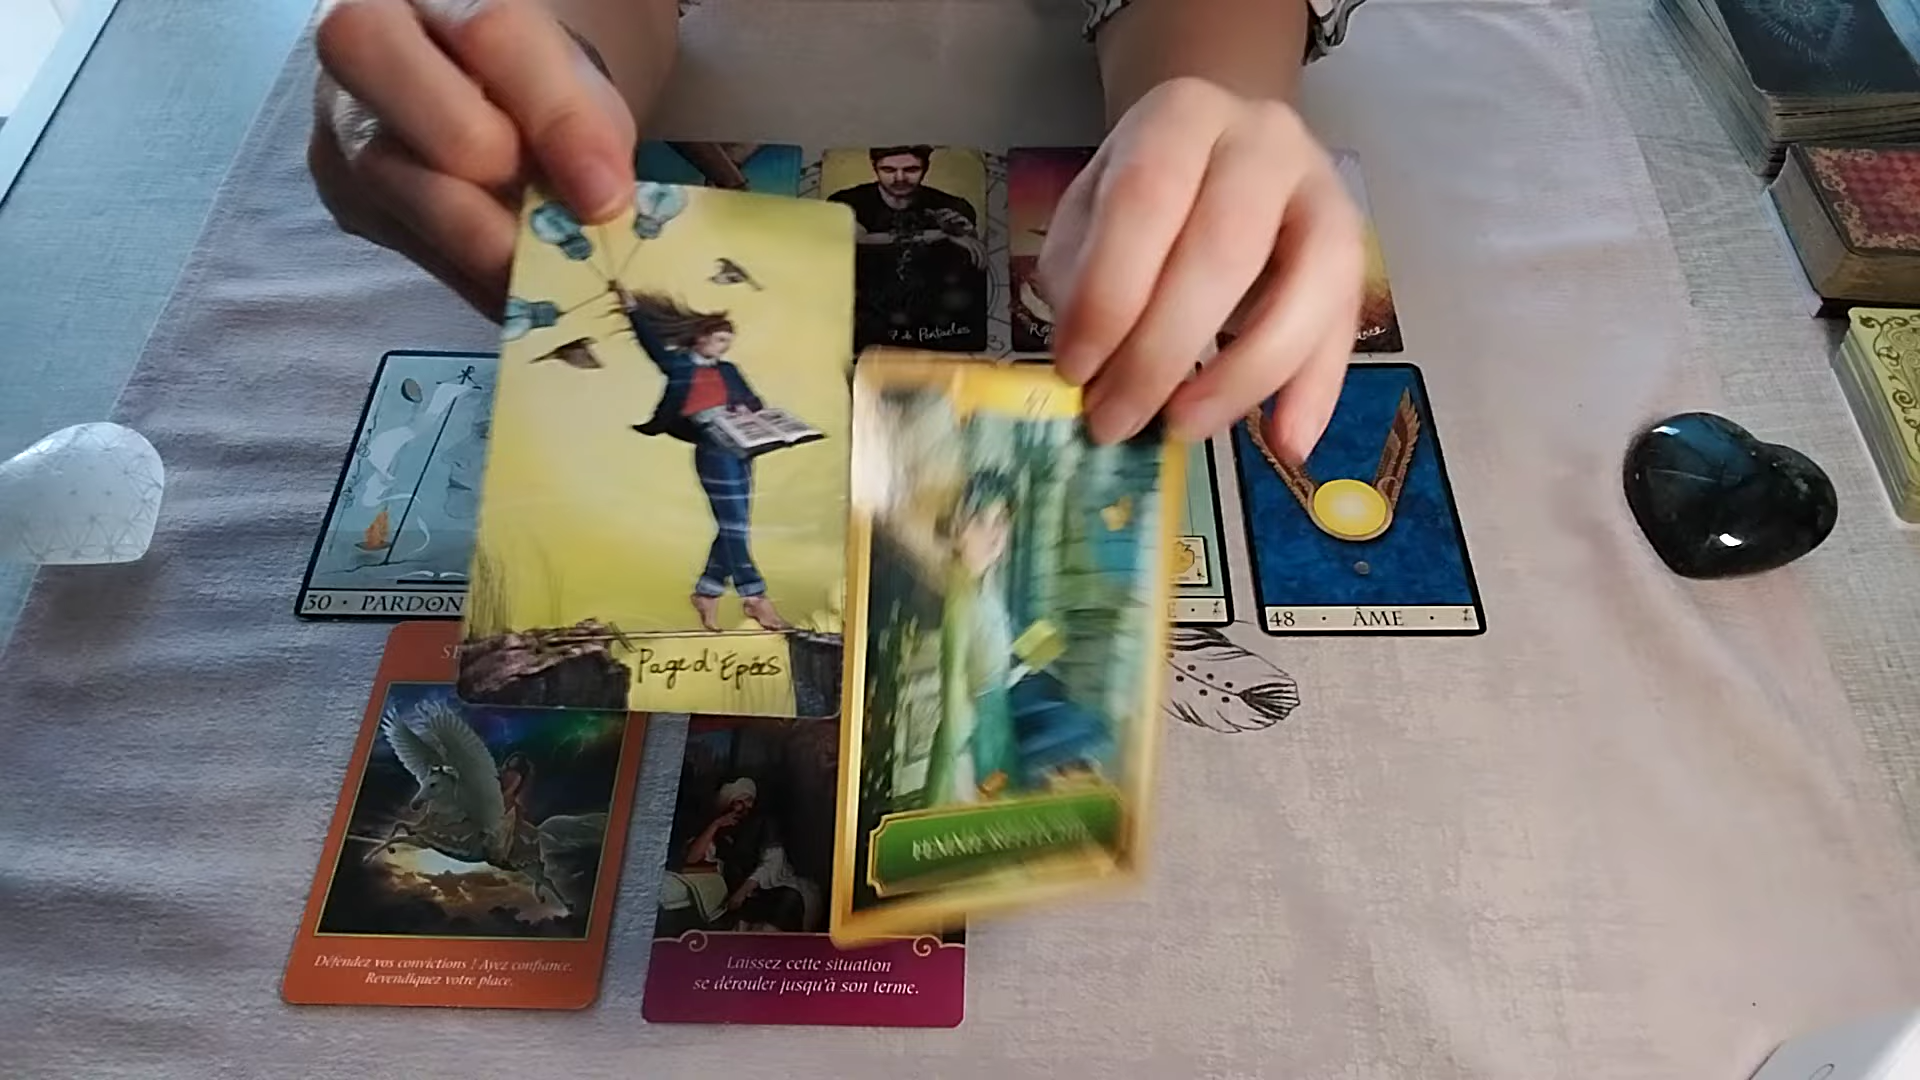 7 de Pentacles
30 · PARDON
48 · ÂME ·
Page d'Épées
Défendez vos convictions ! Ayez confiance.
Revendiquez votre place.
Laissez cette situation
se dérouler jusqu'à son terme.